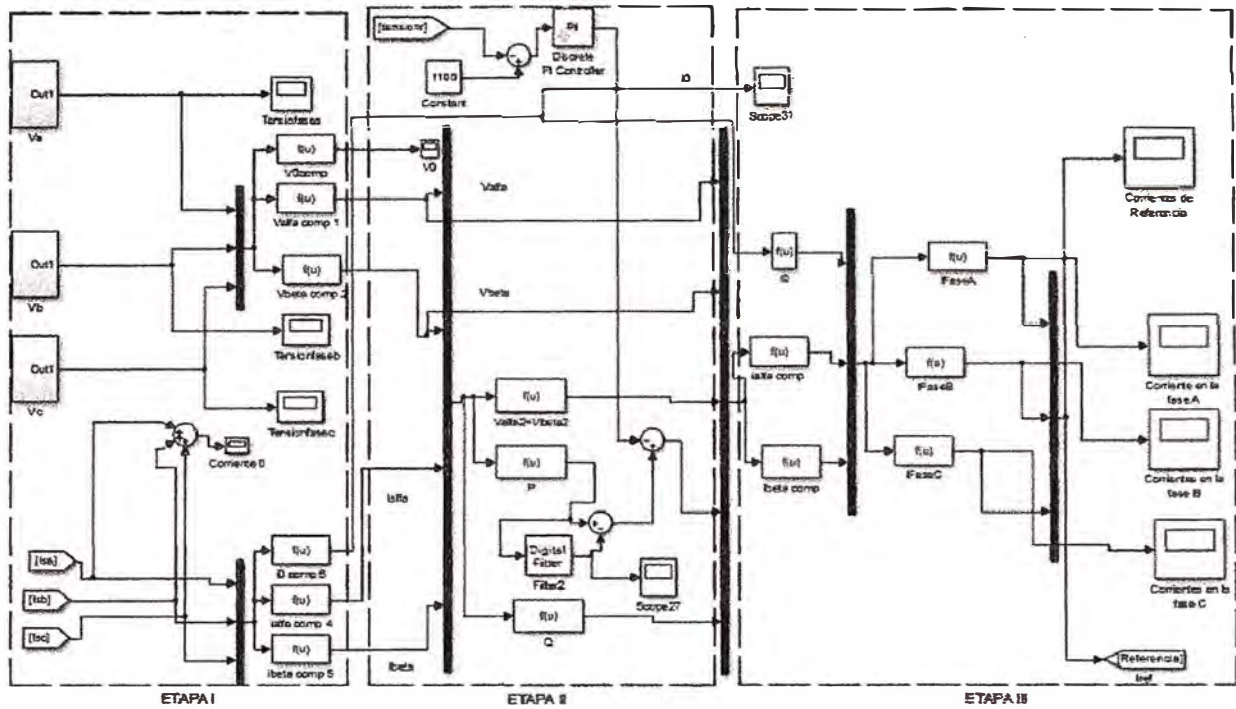 Out1
Va
Tensionfasea
f(u)
V0comp
f(u)
Valfa comp 1
Out1
Vb
f(u)
Vbeta comp 2
Tensionfaseb
Out1
Vc
Tensionfasec
Corriente 0
[Isa]
[Isb]
[Isc]
f(u)
i0 comp 6
f(u)
ialfa comp 4
f(u)
Ibeta comp 5
ETAPA I
[tensionr]
PI
Discrete
PI Controller
1100
Constant
V0
Valfa
Vbeta
f(u)
Valfa2+Vbeta2
f(u)
P
Ialfa
Digital
Filter
Filter2
Scope27
f(u)
Q
Ibeta
ETAPA II
i0
Scope31
Corrientes de
Referencia
f(u)
f(u)
IFaseA
f(u)
ialfa comp
f(u)
IFaseB
Corriente en la
fase A
f(u)
Ibeta comp
f(u)
IFaseC
Corrientes en la
fase B
Corrientes en la
fase C
[Referencia]
Iref
ETAPA III